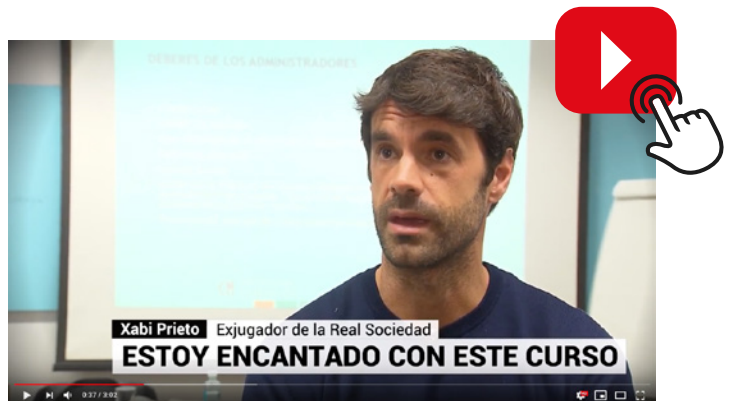 DEBERES DE LOS ADMINISTRADORES
Xabi Prieto Exjugador de la Real Sociedad
ESTOY ENCANTADO CON ESTE CURSO
0:37 / 3:02